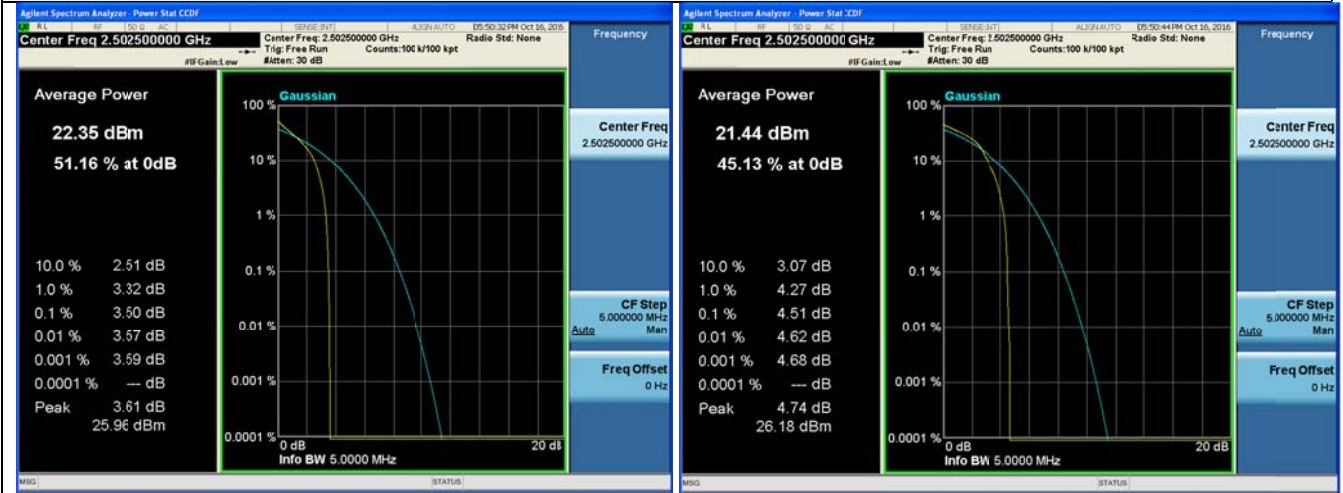 Agilent Spectrum Analyzer - Power Stat CCDF
RL RF 50 Ω AC SENSE:INT ALIGN AUTO 05:50:32 PM Oct 16, 2016
Center Freq 2.502500000 GHz
Center Freq: 2.502500000 GHz Radio Std: None
Trig: Free Run Counts:100 k/100 kpt
#IFGain:Low #Atten: 30 dB
Average Power
22.35 dBm
51.16 % at 0dB
10.0 % 2.51 dB
1.0 % 3.32 dB
0.1 % 3.50 dB
0.01 % 3.57 dB
0.001 % 3.59 dB
0.0001 % --- dB
Peak 3.61 dB
25.96 dBm
Gaussian
100 %
10 %
1 %
0.1 %
0.01 %
0.001 %
0.0001 %
0 dB 20 dB
Info BW 5.0000 MHz
Frequency
Center Freq
2.502500000 GHz
CF Step
5.000000 MHz
Auto Man
Freq Offset
0 Hz
MSG STATUS
Agilent Spectrum Analyzer - Power Stat CCDF
RL RF 50 Ω AC SENSE:INT ALIGN AUTO 05:50:44 PM Oct 16, 2016
Center Freq 2.502500000 GHz
Center Freq: 2.502500000 GHz Radio Std: None
Trig: Free Run Counts:100 k/100 kpt
#IFGain:Low #Atten: 30 dB
Average Power
21.44 dBm
45.13 % at 0dB
10.0 % 3.07 dB
1.0 % 4.27 dB
0.1 % 4.51 dB
0.01 % 4.62 dB
0.001 % 4.68 dB
0.0001 % --- dB
Peak 4.74 dB
26.18 dBm
Gaussian
100 %
10 %
1 %
0.1 %
0.01 %
0.001 %
0.0001 %
0 dB 20 dB
Info BW 5.0000 MHz
Frequency
Center Freq
2.502500000 GHz
CF Step
5.000000 MHz
Auto Man
Freq Offset
0 Hz
MSG STATUS